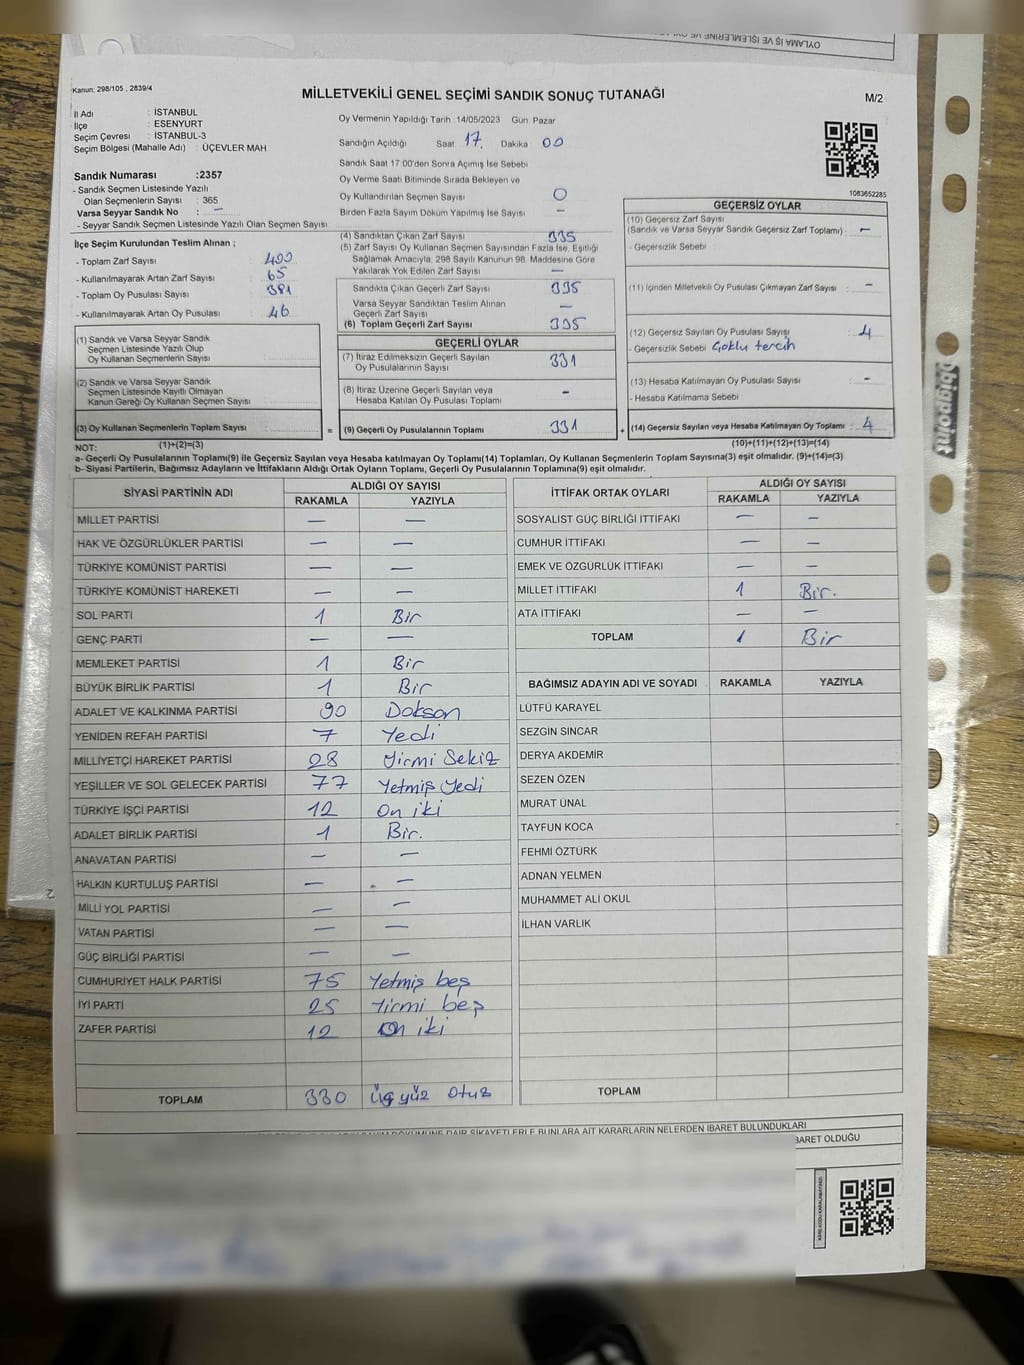 OYLAMA VE İŞ İŞLEMLERİNE VE OY
Kanun: 298/105 , 2839/4
MİLLETVEKİLİ GENEL SEÇİMİ SANDIK SONUÇ TUTANAĞI
M/2
İl Adı : İSTANBUL
İlçe : ESENYURT
Seçim Çevresi : İSTANBUL-3
Seçim Bölgesi (Mahalle Adı) : ÜÇEVLER MAH.
Oy Vermenin Yapıldığı Tarih 14/05/2023 Gün: Pazar
Sandığın Açıldığı Saat 17. Dakika 00
Sandık Saat 17:00'den Sonra Açımış İse Sebebi
Oy Verme Saati Bitiminde Sırada Bekleyen ve
Oy Kullandırılan Seçmen Sayısı 0
Birden Fazla Sayım Döküm Yapılmış İse Sayısı –
Sandık Numarası :2357
- Sandık Seçmen Listesinde Yazılı
Olan Seçmenlerin Sayısı : 365
Varsa Seyyar Sandık No : –
- Seyyar Sandık Seçmen Listesinde Yazılı Olan Seçmen Sayısı
İlçe Seçim Kurulundan Teslim Alınan ;
- Toplam Zarf Sayısı : 400
- Kullanılmayarak Artan Zarf Sayısı : 65
- Toplam Oy Pusulası Sayısı : 381
- Kullanılmayarak Artan Oy Pusulası : 46
(1) Sandık ve Varsa Seyyar Sandık
Seçmen Listesinde Yazılı Olup
Oy Kullanan Seçmenlerin Sayısı
(2) Sandık ve Varsa Seyyar Sandık
Seçmen Listesinde Kayıtlı Olmayan
Kanun Gereği Oy Kullanan Seçmen Sayısı
(3) Oy Kullanan Seçmenlerin Toplam Sayısı
(1)+(2)=(3)
(4) Sandıktan Çıkan Zarf Sayısı 335
(5) Zarf Sayısı Oy Kullanan Seçmen Sayısından Fazla İse, Eşitliği
Sağlamak Amacıyla, 298 Sayılı Kanunun 98. Maddesine Göre
Yakılarak Yok Edilen Zarf Sayısı –
Sandıkta Çıkan Geçerli Zarf Sayısı 335
Varsa Seyyar Sandıktan Teslim Alınan
Geçerli Zarf Sayısı –
(6) Toplam Geçerli Zarf Sayısı 335
GEÇERLİ OYLAR
(7) İtiraz Edilmeksizin Geçerli Sayılan
Oy Pusulalarının Sayısı 331
(8) İtiraz Üzerine Geçerli Sayılan veya
Hesaba Katılan Oy Pusulası Toplamı –
= (9) Geçerli Oy Pusulalarının Toplamı 331
1083652285
GEÇERSİZ OYLAR
(10) Geçersiz Zarf Sayısı
(Sandık ve Varsa Seyyar Sandık Geçersiz Zarf Toplamı) : –
- Geçersizlik Sebebi
(11) İçinden Milletvekili Oy Pusulası Çıkmayan Zarf Sayısı : –
(12) Geçersiz Sayılan Oy Pusulası Sayısı : 4
- Geçersizlik Sebebi Çoklu tercih
(13) Hesaba Katılmayan Oy Pusulası Sayısı : –
- Hesaba Katılmama Sebebi
+ (14) Geçersiz Sayılan veya Hesaba Katılmayan Oy Toplamı : 4
(10)+(11)+(12)+(13)=(14)
NOT:
a- Geçerli Oy Pusulalarının Toplamı(9) ile Geçersiz Sayılan veya Hesaba Katılmayan Oy Toplamı(14) Toplamları, Oy Kullanan Seçmenlerin Toplam Sayısına(3) eşit olmalıdır. (9)+(14)=(3)
b- Siyasi Partilerin, Bağımsız Adayların ve İttifakların Aldığı Ortak Oyların Toplamı, Geçerli Oy Pusulalarının Toplamına(9) eşit olmalıdır.
SİYASİ PARTİNİN ADI ALDIĞI OY SAYISI
RAKAMLA YAZIYLA
MİLLET PARTİSİ – –
HAK VE ÖZGÜRLÜKLER PARTİSİ – –
TÜRKİYE KOMÜNİST PARTİSİ – –
TÜRKİYE KOMÜNİST HAREKETİ – –
SOL PARTİ 1 Bir
GENÇ PARTİ – –
MEMLEKET PARTİSİ 1 Bir
BÜYÜK BİRLİK PARTİSİ 1 Bir
ADALET VE KALKINMA PARTİSİ 90 Doksan
YENİDEN REFAH PARTİSİ 7 Yedi
MİLLİYETÇİ HAREKET PARTİSİ 28 Yirmi Sekiz
YEŞİLLER VE SOL GELECEK PARTİSİ 77 Yetmiş Yedi
TÜRKİYE İŞÇİ PARTİSİ 12 On iki
ADALET BİRLİK PARTİSİ 1 Bir.
ANAVATAN PARTİSİ – –
HALKIN KURTULUŞ PARTİSİ – –
MİLLİ YOL PARTİSİ – –
VATAN PARTİSİ – –
GÜÇ BİRLİĞİ PARTİSİ – –
CUMHURİYET HALK PARTİSİ 75 Yetmiş beş
İYİ PARTİ 25 Yirmi beş
ZAFER PARTİSİ 12 On iki
TOPLAM 330 üç yüz otuz
İTTİFAK ORTAK OYLARI ALDIĞI OY SAYISI
RAKAMLA YAZIYLA
SOSYALİST GÜÇ BİRLİĞİ İTTİFAKI – –
CUMHUR İTTİFAKI – –
EMEK VE ÖZGÜRLÜK İTTİFAKI – –
MİLLET İTTİFAKI 1 Bir.
ATA İTTİFAKI – –
TOPLAM 1 Bir
BAĞIMSIZ ADAYIN ADI VE SOYADI RAKAMLA YAZIYLA
LÜTFÜ KARAYEL
SEZGİN SİNCAR
DERYA AKDEMİR
SEZEN ÖZEN
MURAT ÜNAL
TAYFUN KOCA
FEHMİ ÖZTÜRK
ADNAN YELMEN
MUHAMMET ALİ OKUL
İLHAN VARLIK
TOPLAM
DÖKÜMÜNE DAİR ŞİKAYETLERLE BUNLARA AİT KARARLARIN NELERDEN İBARET BULUNDUKLARI
BARET OLDUĞU
bigpoint